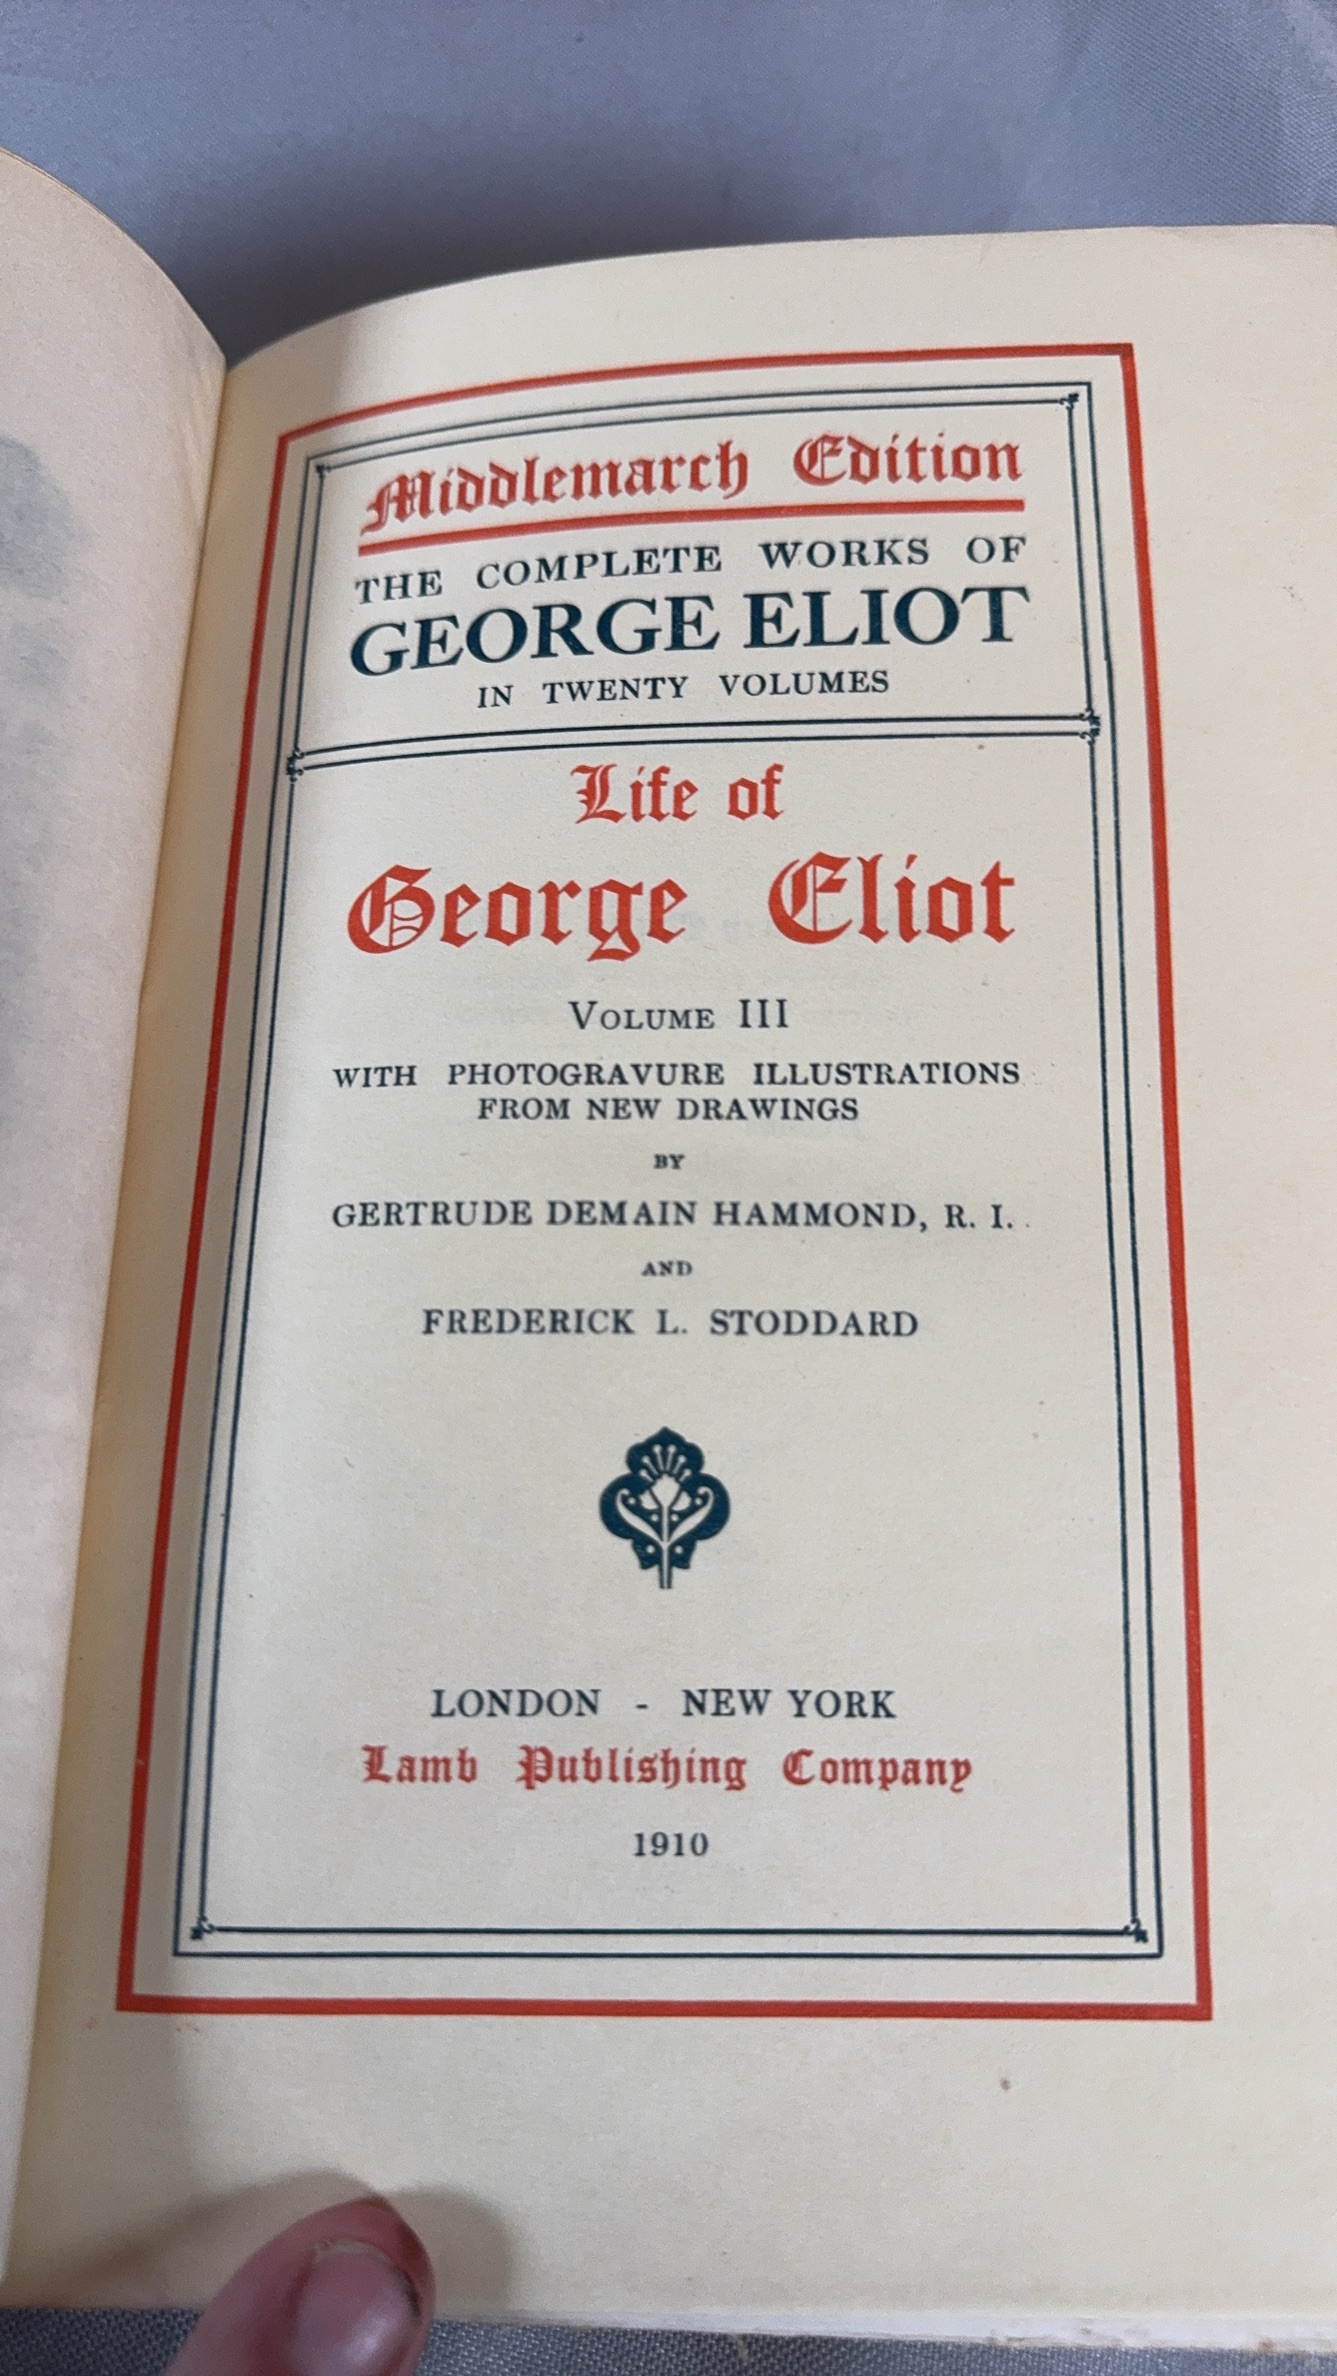 Middlemarch Edition
THE COMPLETE WORKS OF
GEORGE ELIOT
IN TWENTY VOLUMES
Life of
George Eliot
VOLUME III
WITH PHOTOGRAVURE ILLUSTRATIONS
FROM NEW DRAWINGS
BY
GERTRUDE DEMAIN HAMMOND, R. I.
AND
FREDERICK L. STODDARD
LONDON - NEW YORK
Lamb Publishing Company
1910